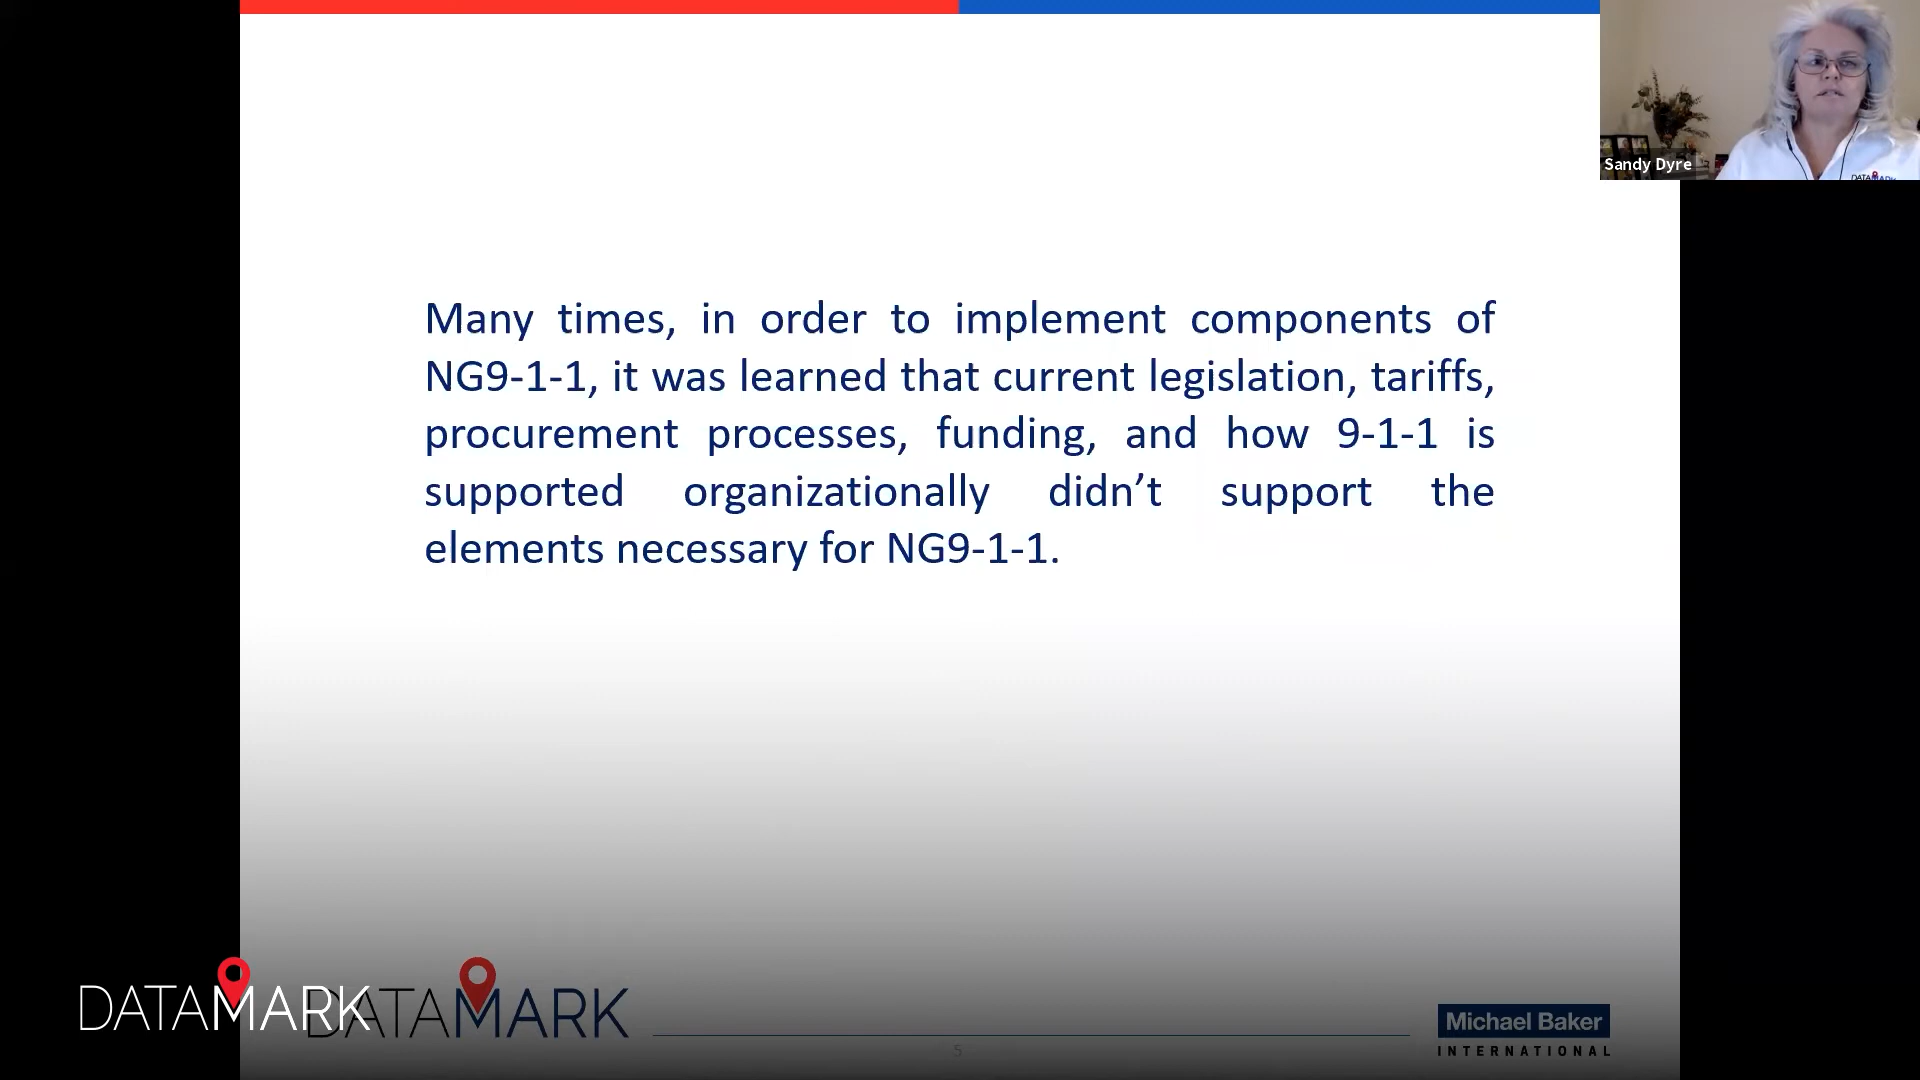 Sandy Dyre
DATAMARK
Many times, in order to implement components of
NG9-1-1, it was learned that current legislation, tariffs,
procurement processes, funding, and how 9-1-1 is
supported organizationally didn’t support the
elements necessary for NG9-1-1.
DATAMARK
DATAMARK
Michael Baker
INTERNATIONAL
5